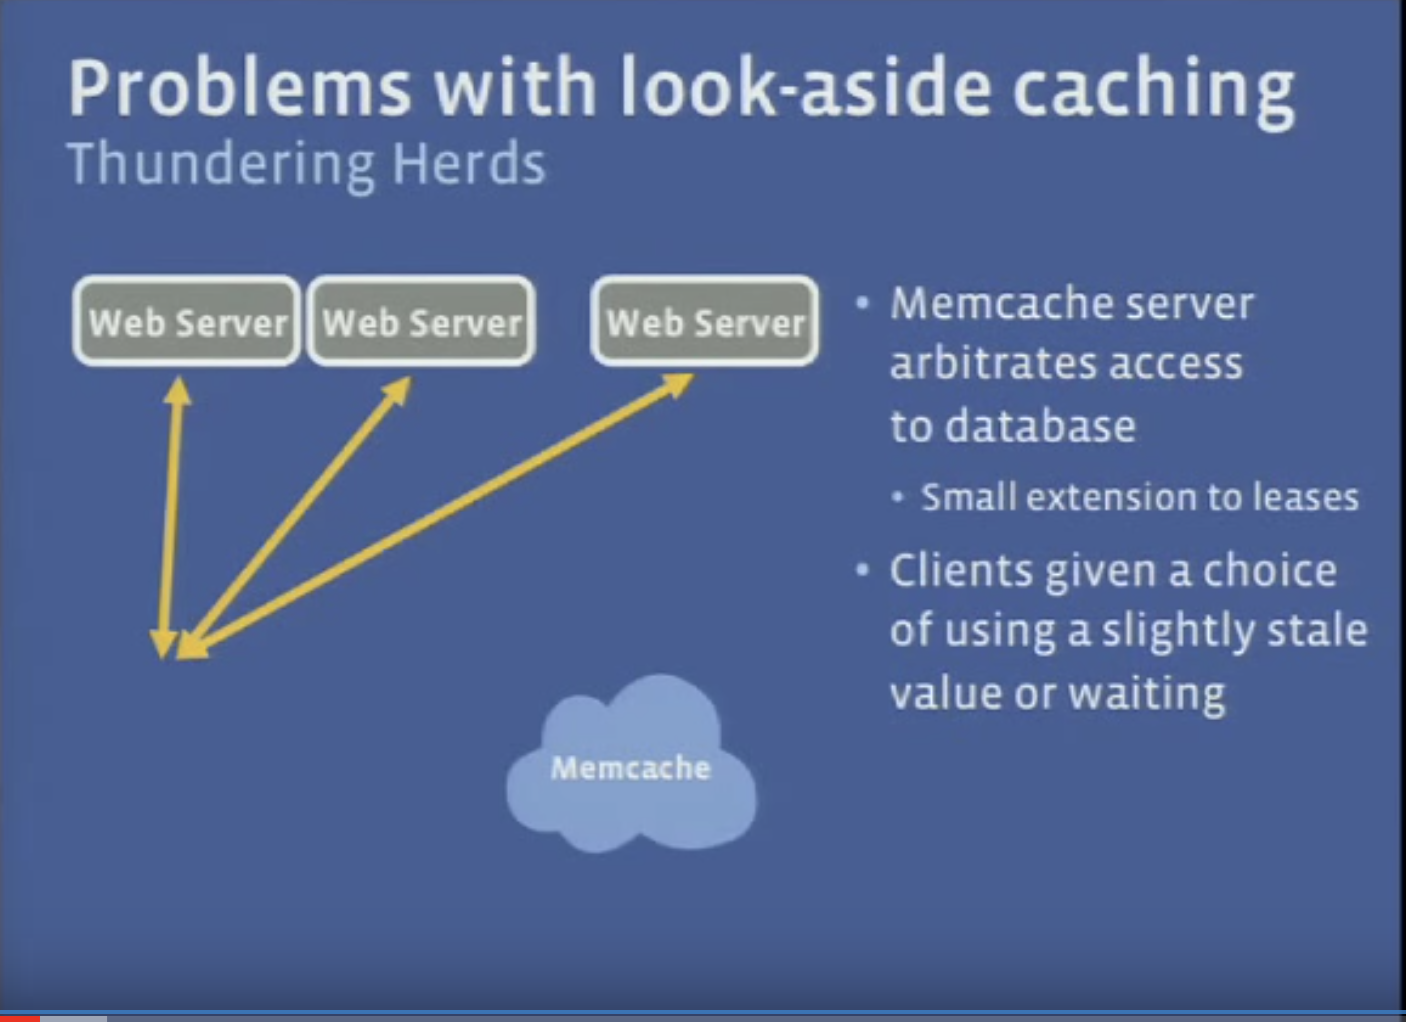 Problems with look-aside caching
Thundering Herds
Web Server
Web Server
Web Server
• Memcache server
arbitrates access
to database
• Small extension to leases
• Clients given a choice
of using a slightly stale
value or waiting
Memcache